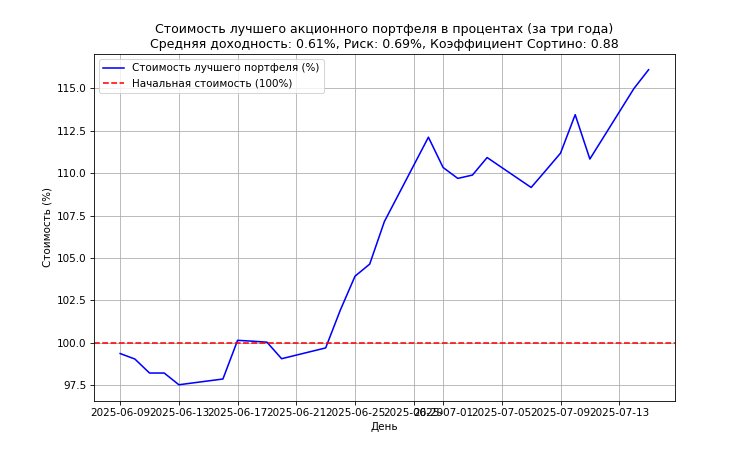 Стоимость лучшего акционного портфеля в процентах (за три года)
Средняя доходность: 0.61%, Риск: 0.69%, Коэффициент Сортино: 0.88
Стоимость лучшего портфеля (%)
Начальная стоимость (100%)
Стоимость (%)
115.0
112.5
110.0
107.5
105.0
102.5
100.0
97.5
2025-06-09 2025-06-13 2025-06-17 2025-06-21 2025-06-25 2025-06-29 2025-07-01 2025-07-05 2025-07-09 2025-07-13
День